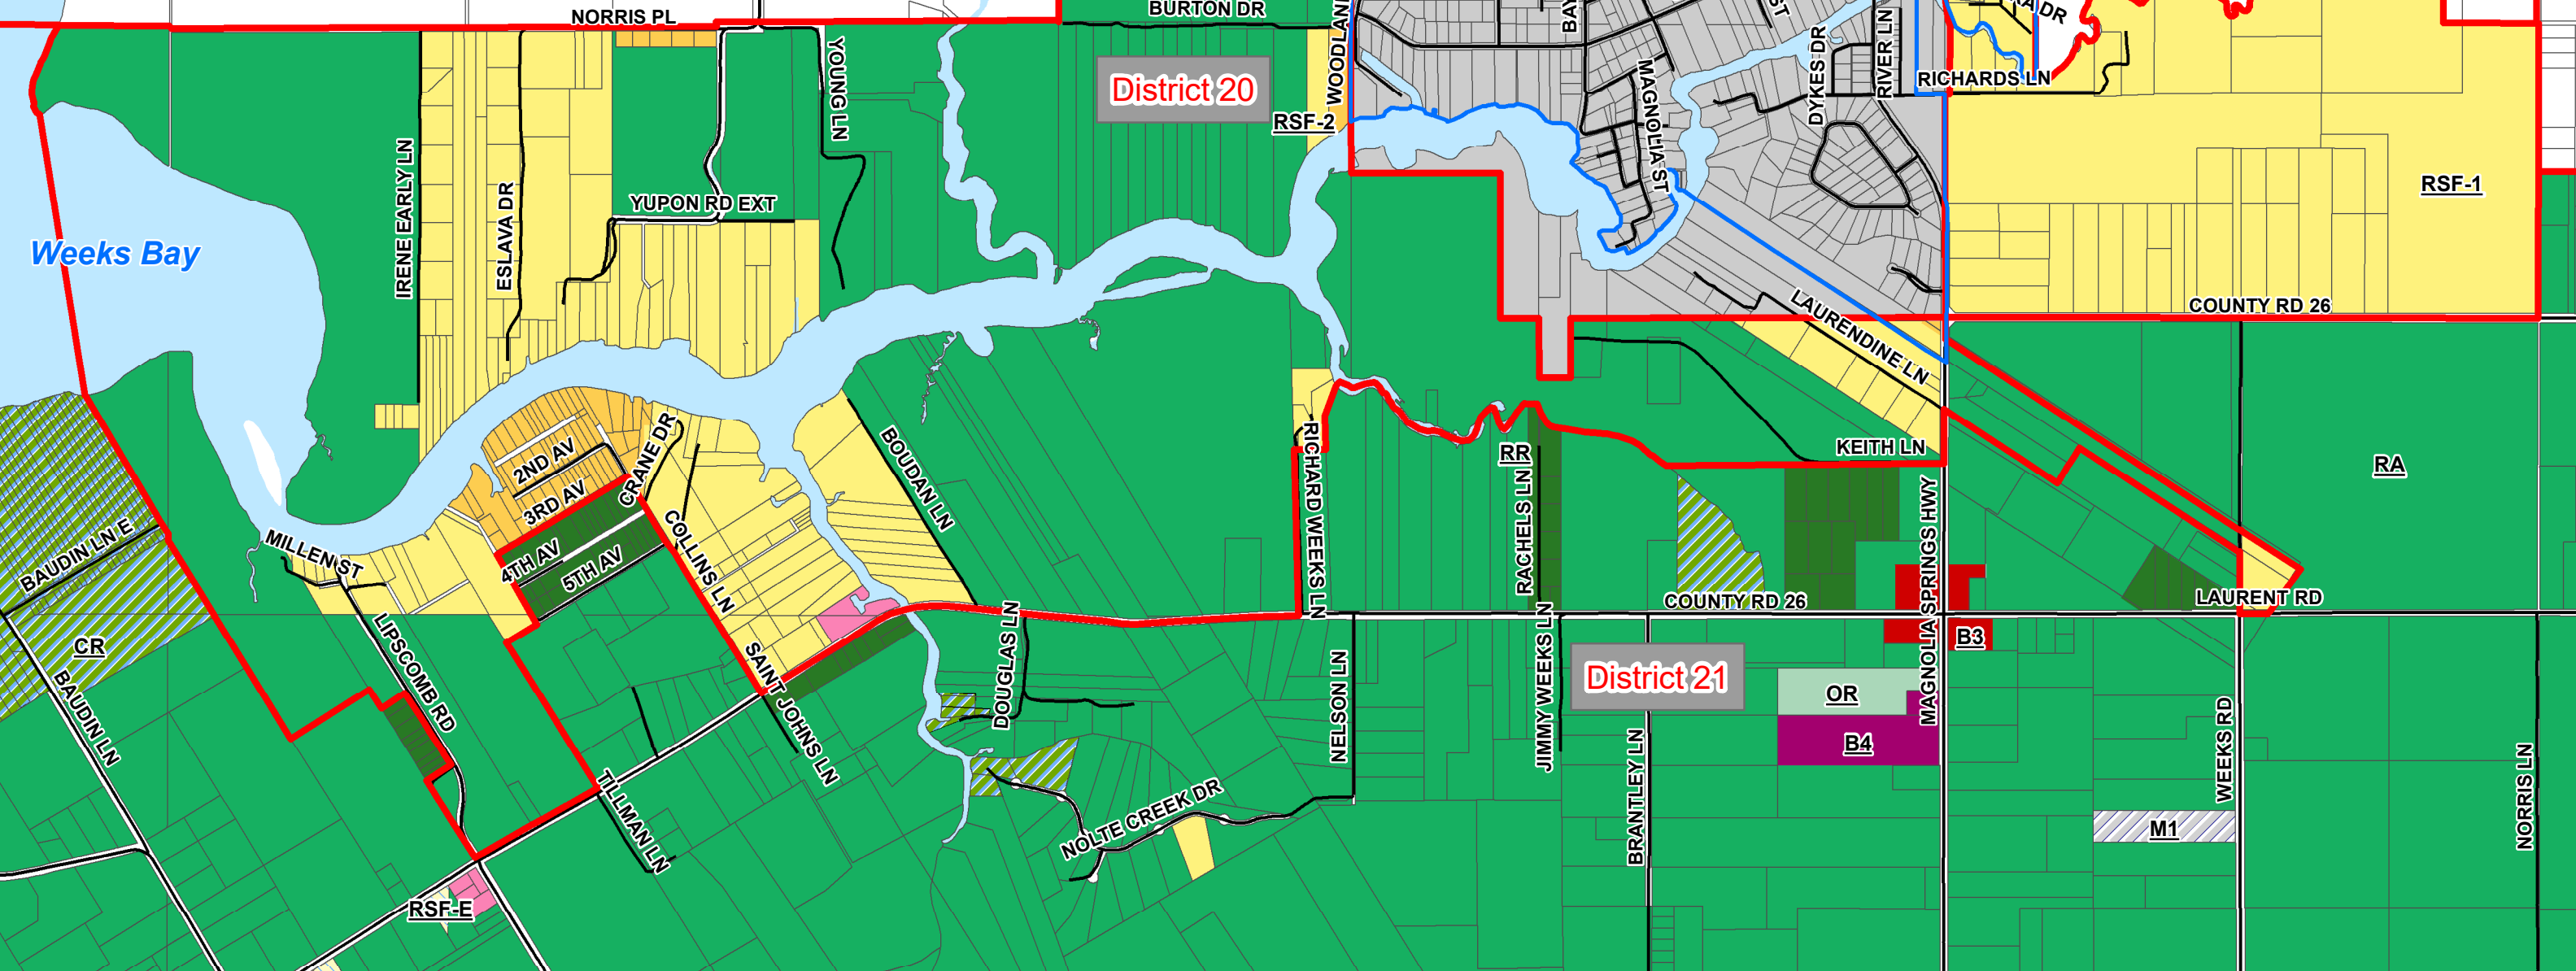 NORRIS PL
BURTON DR
YOUNG LN
District 20
RSF-2
MAGNOLIA ST
DYKES DR
RIVER LN
RICHARDS LN
IRENE EARLY LN
ESLAVA DR
YUPON RD EXT
RSF-1
Weeks Bay
COUNTY RD 26
LAURENDINE LN
2ND AV
3RD AV
CRANE DR
BOUDAN LN
RICHARD WEEKS LN
RR
RACHELS LN
KEITH LN
RA
BAUDIN LN E
MILLEN ST
4TH AV
5TH AV
COLLINS LN
MAGNOLIA SPRINGS HWY
COUNTY RD 26
LAURENT RD
CR
BAUDIN LN
LIPSCOMB RD
SAINT JOHNS LN
DOUGLAS LN
NELSON LN
JIMMY WEEKS LN
District 21
B3
OR
B4
BRANTLEY LN
WEEKS RD
NORRIS LN
TILLMAN LN
NOLTE CREEK DR
M1
RSF-E